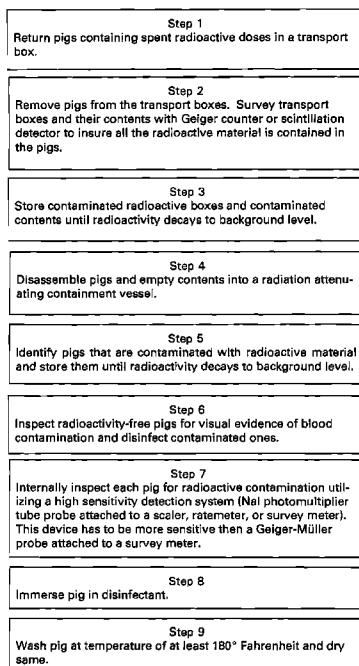 Step 1
Return pigs containing spent radioactive doses in a transport
box.
Step 2
Remove pigs from the transport boxes. Survey transport
boxes and their contents with Geiger counter or scintillation
detector to insure all the radioactive material is contained in
the pigs.
Step 3
Store contaminated radioactive boxes and contaminated
contents until radioactivity decays to background level.
Step 4
Disassemble pigs and empty contents into a radiation attenu-
ating containment vessel.
Step 5
Identify pigs that are contaminated with radioactive material
and store them until radioactivity decays to background level.
Step 6
Inspect radioactivity-free pigs for visual evidence of blood
contamination and disinfect contaminated ones.
Step 7
Internally inspect each pig for radioactive contamination util-
izing a high sensitivity detection system (NaI photomultiplier
tube probe attached to a scaler, ratemeter, or survey meter).
This device has to be more sensitive then a Geiger-Müller
probe attached to a survey meter.
Step 8
Immerse pig in disinfectant.
Step 9
Wash pig at temperature of at least 180° Fahrenheit and dry
same.